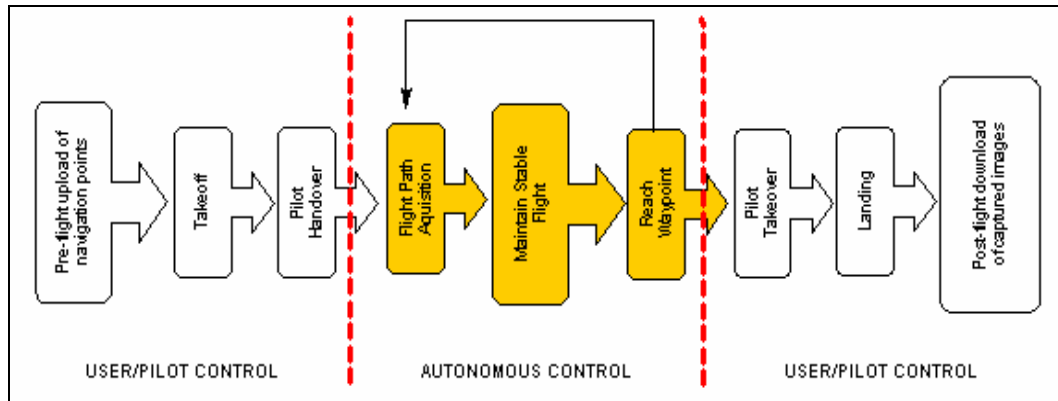 Pre-flight upload of
navigation points
Takeoff
Pilot
Handover
Flight Path
Aquisition
Maintain Stable
Flight
Reach
Waypoint
Pilot
Takeover
Landing
Post-flight download
of captured images
USER/PILOT CONTROL
AUTONOMOUS CONTROL
USER/PILOT CONTROL